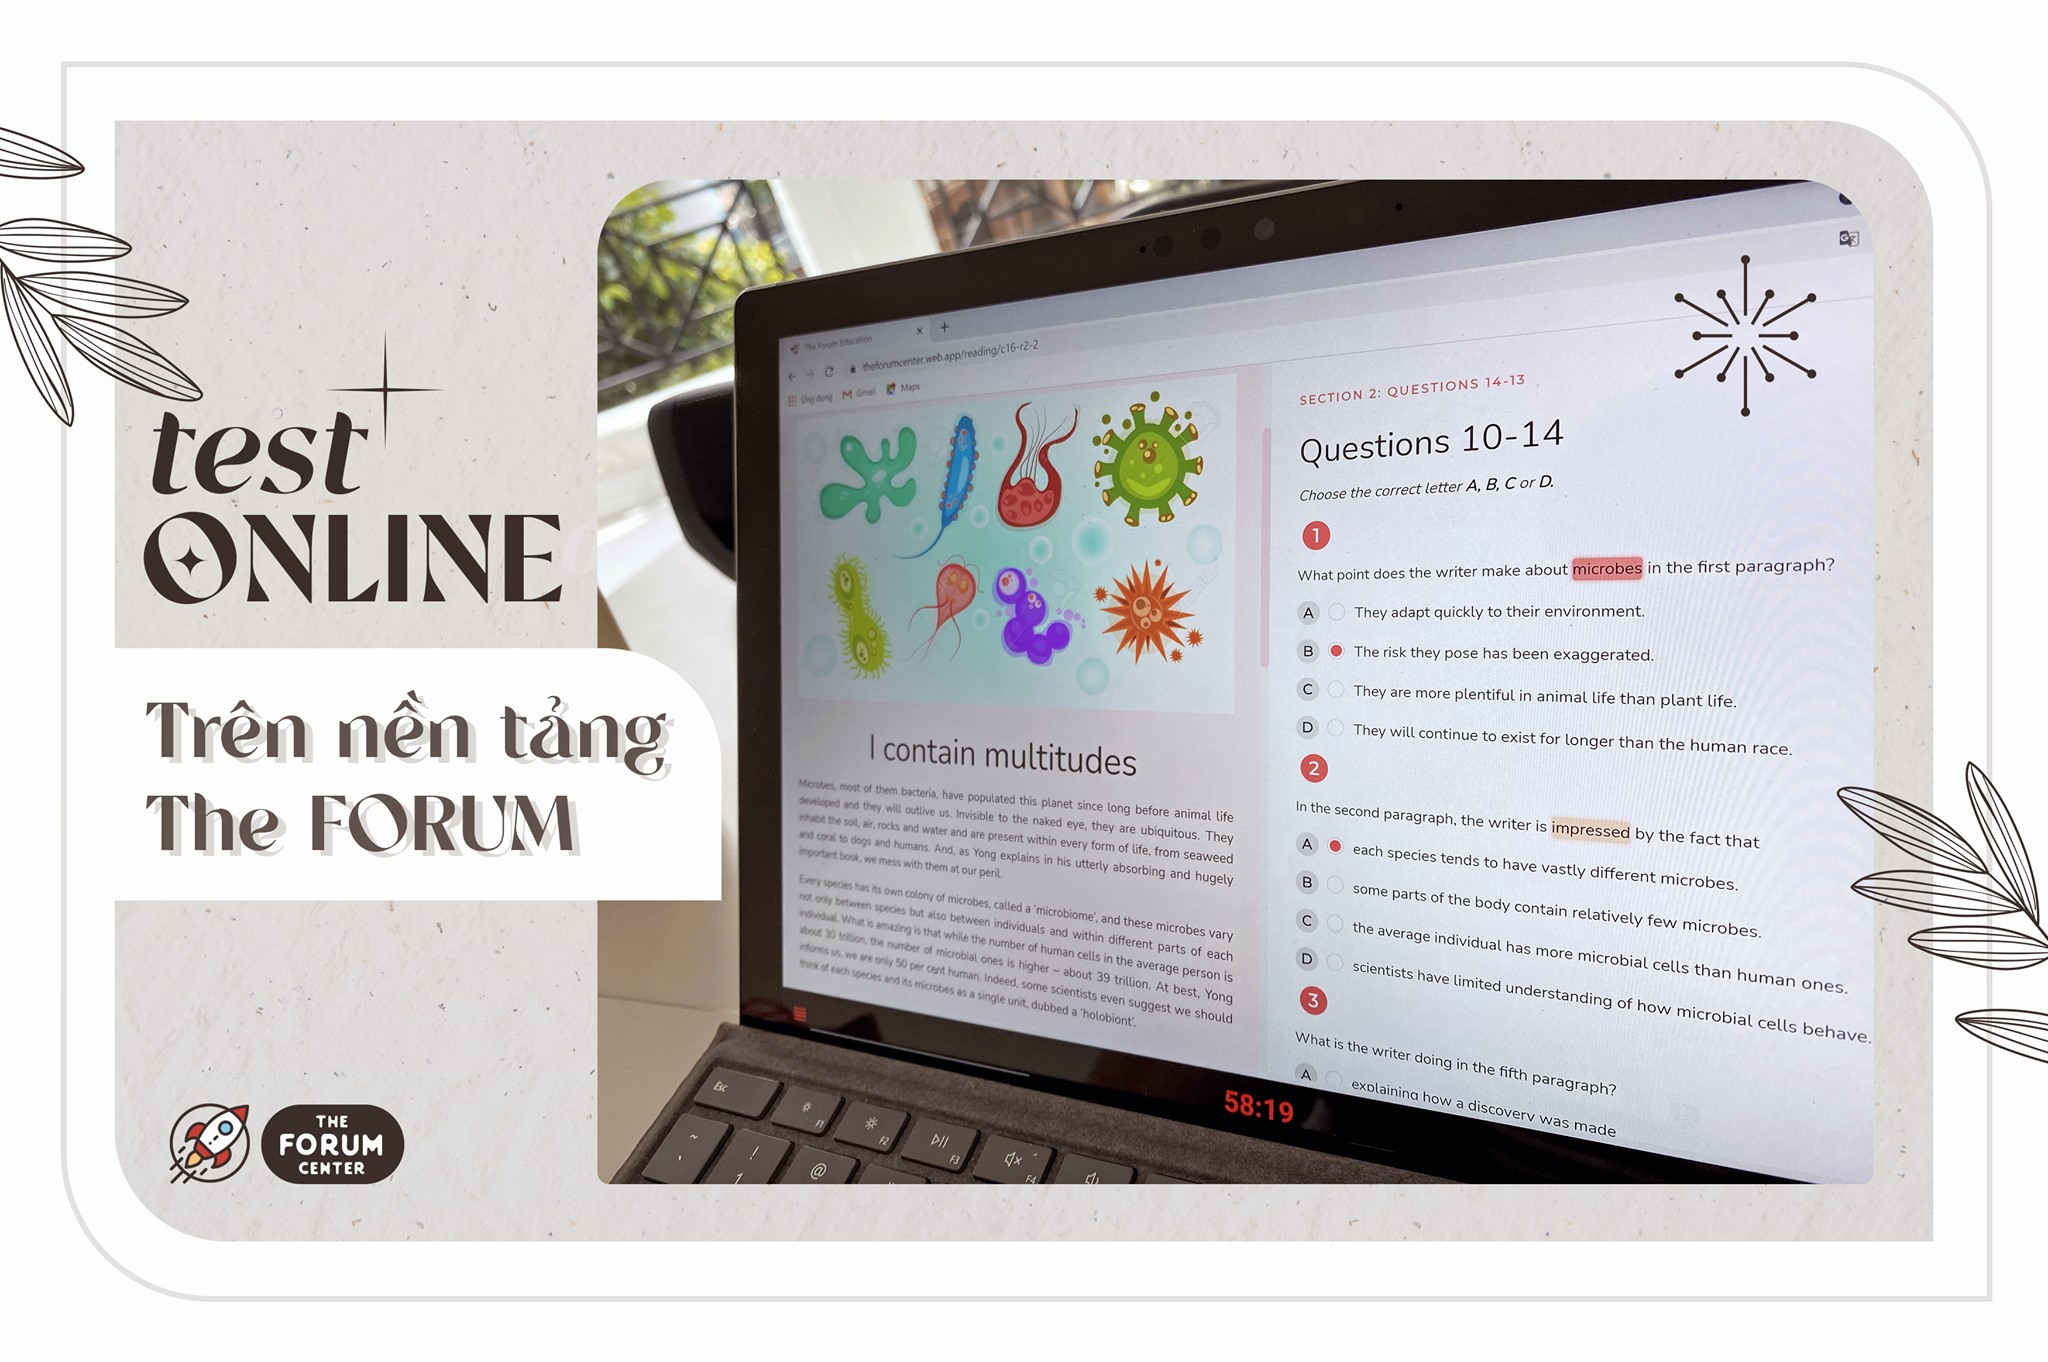 test
ONLINE
Trên nền tảng
The FORUM
THE
FORUM
CENTER
The Forum Education
theforumcenter.web.app/reading/c16-r2-2
Ứng dụng Gmail Maps
I contain multitudes
Microbes, most of them bacteria, have populated this planet since long before animal life
developed and they will outlive us. Invisible to the naked eye, they are ubiquitous. They
inhabit the soil, air, rocks and water and are present within every form of life, from seaweed
and coral to dogs and humans. And, as Yong explains in his utterly absorbing and hugely
important book, we mess with them at our peril.
Every species has its own colony of microbes, called a 'microbiome', and these microbes vary
not only between species but also between individuals and within different parts of each
individual. What is amazing is that while the number of human cells in the average person is
about 30 trillion, the number of microbial ones is higher – about 39 trillion. At best, Yong
informs us, we are only 50 per cent human. Indeed, some scientists even suggest we should
think of each species and its microbes as a single unit, dubbed a 'holobiont'.
SECTION 2: QUESTIONS 14-13
Questions 10-14
Choose the correct letter A, B, C or D.
1
What point does the writer make about microbes in the first paragraph?
A They adapt quickly to their environment.
B The risk they pose has been exaggerated.
C They are more plentiful in animal life than plant life.
D They will continue to exist for longer than the human race.
2
In the second paragraph, the writer is impressed by the fact that
A each species tends to have vastly different microbes.
B some parts of the body contain relatively few microbes.
C the average individual has more microbial cells than human ones.
D scientists have limited understanding of how microbial cells behave.
3
What is the writer doing in the fifth paragraph?
A explaining how a discovery was made
58:19
Esc
F1
F2
F3
F4
~
!
1
@